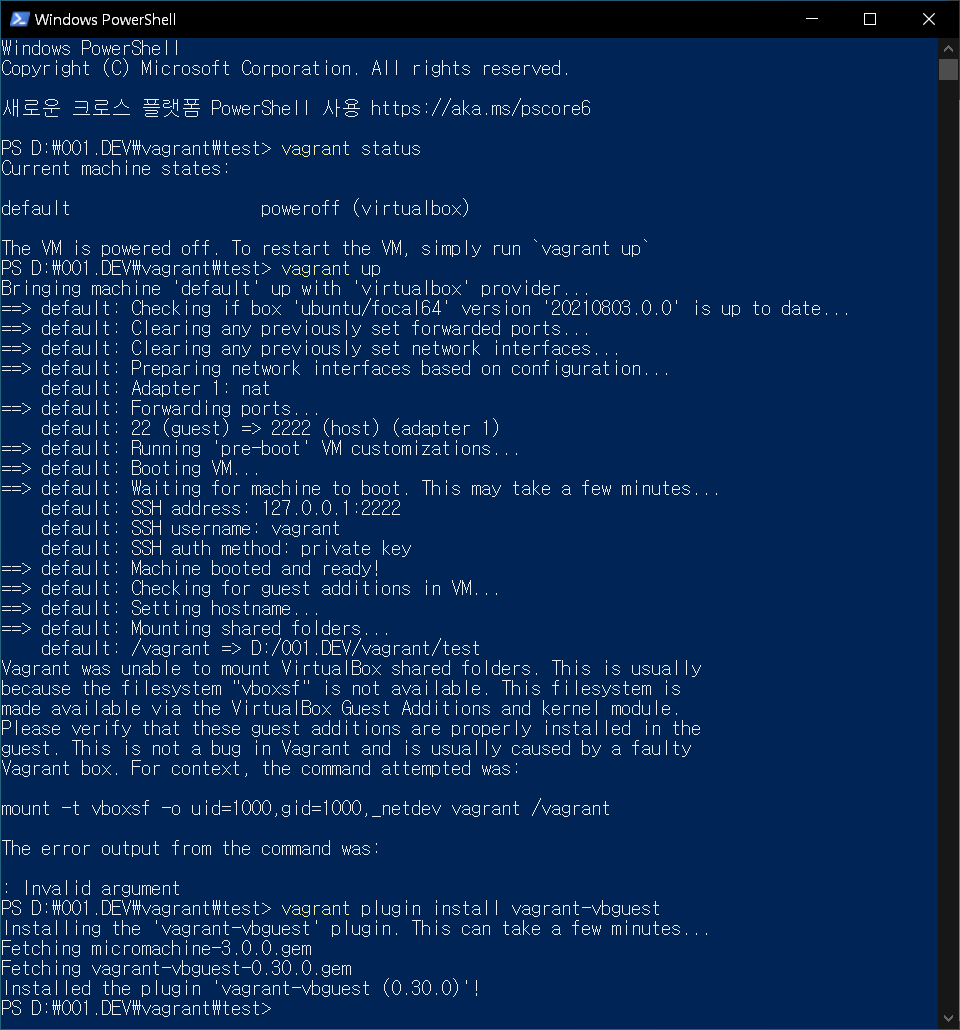 Windows PowerShell
Windows PowerShell
Copyright (C) Microsoft Corporation. All rights reserved.
새로운 크로스 플랫폼 PowerShell 사용 https://aka.ms/pscore6
PS D:₩001.DEV₩vagrant₩test> vagrant status
Current machine states:
default                   poweroff (virtualbox)
The VM is powered off. To restart the VM, simply run `vagrant up`
PS D:₩001.DEV₩vagrant₩test> vagrant up
Bringing machine 'default' up with 'virtualbox' provider...
==> default: Checking if box 'ubuntu/focal64' version '20210803.0.0' is up to date...
==> default: Clearing any previously set forwarded ports...
==> default: Clearing any previously set network interfaces...
==> default: Preparing network interfaces based on configuration...
    default: Adapter 1: nat
==> default: Forwarding ports...
    default: 22 (guest) => 2222 (host) (adapter 1)
==> default: Running 'pre-boot' VM customizations...
==> default: Booting VM...
==> default: Waiting for machine to boot. This may take a few minutes...
    default: SSH address: 127.0.0.1:2222
    default: SSH username: vagrant
    default: SSH auth method: private key
==> default: Machine booted and ready!
==> default: Checking for guest additions in VM...
==> default: Setting hostname...
==> default: Mounting shared folders...
    default: /vagrant => D:/001.DEV/vagrant/test
Vagrant was unable to mount VirtualBox shared folders. This is usually
because the filesystem "vboxsf" is not available. This filesystem is
made available via the VirtualBox Guest Additions and kernel module.
Please verify that these guest additions are properly installed in the
guest. This is not a bug in Vagrant and is usually caused by a faulty
Vagrant box. For context, the command attempted was:
mount -t vboxsf -o uid=1000,gid=1000,_netdev vagrant /vagrant
The error output from the command was:
: Invalid argument
PS D:₩001.DEV₩vagrant₩test> vagrant plugin install vagrant-vbguest
Installing the 'vagrant-vbguest' plugin. This can take a few minutes...
Fetching micromachine-3.0.0.gem
Fetching vagrant-vbguest-0.30.0.gem
Installed the plugin 'vagrant-vbguest (0.30.0)'!
PS D:₩001.DEV₩vagrant₩test>